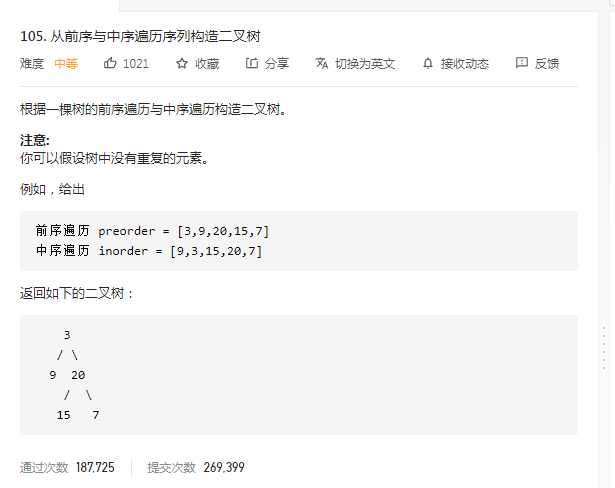 105. 从前序与中序遍历序列构造二叉树
难度 中等 1021 收藏 分享 切换为英文 接收动态 反馈
根据一棵树的前序遍历与中序遍历构造二叉树。
注意:
你可以假设树中没有重复的元素。
例如，给出
前序遍历 preorder = [3,9,20,15,7]
中序遍历 inorder = [9,3,15,20,7]
返回如下的二叉树：
3
/ \
9 20
/ \
15 7
通过次数 187,725 提交次数 269,399